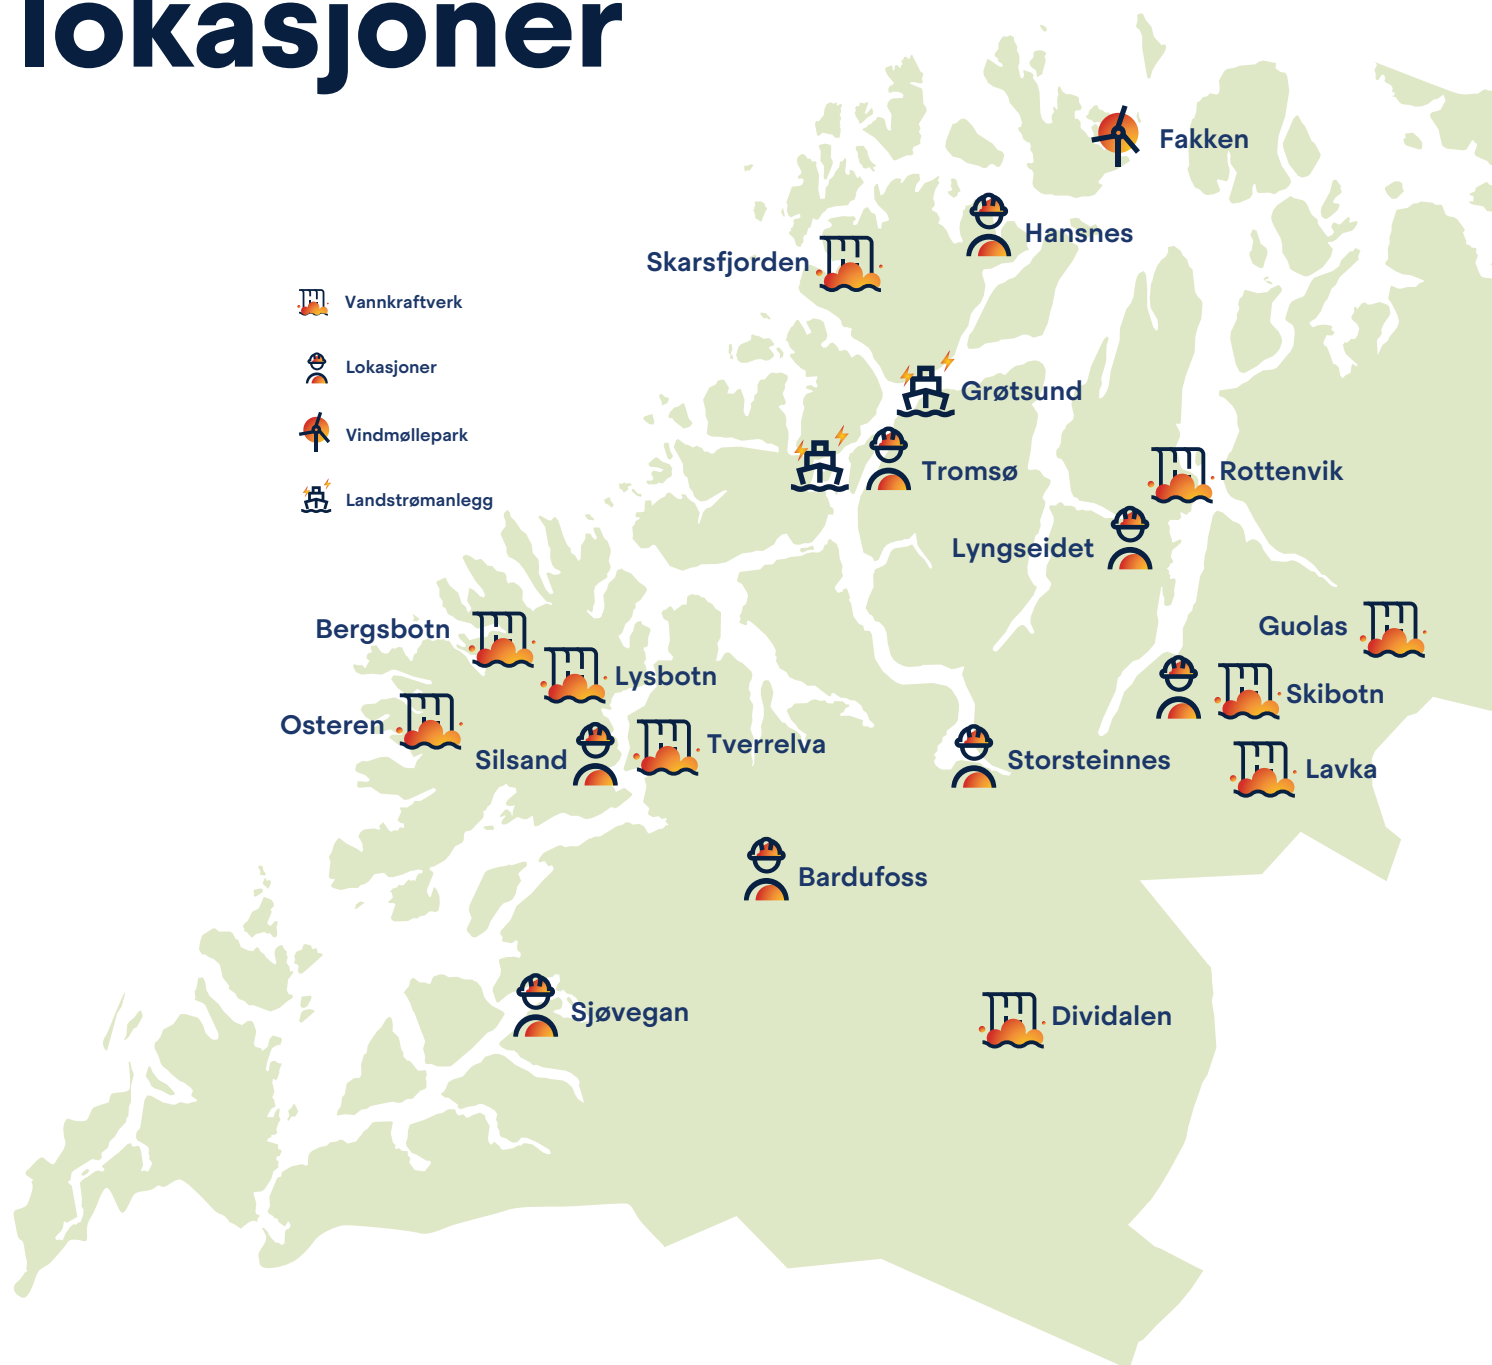 lokasjoner
Fakken
Hansnes
Skarsfjorden
Vannkraftverk
Lokasjoner
Grøtsund
Vindmøllepark
Tromsø
Rottenvik
Landstrømanlegg
Lyngseidet
Bergsbotn
Guolas
Lysbotn
Skibotn
Osteren
Tverrelva
Silsand
Storsteinnes
Lavka
Bardufoss
Sjøvegan
Dividalen